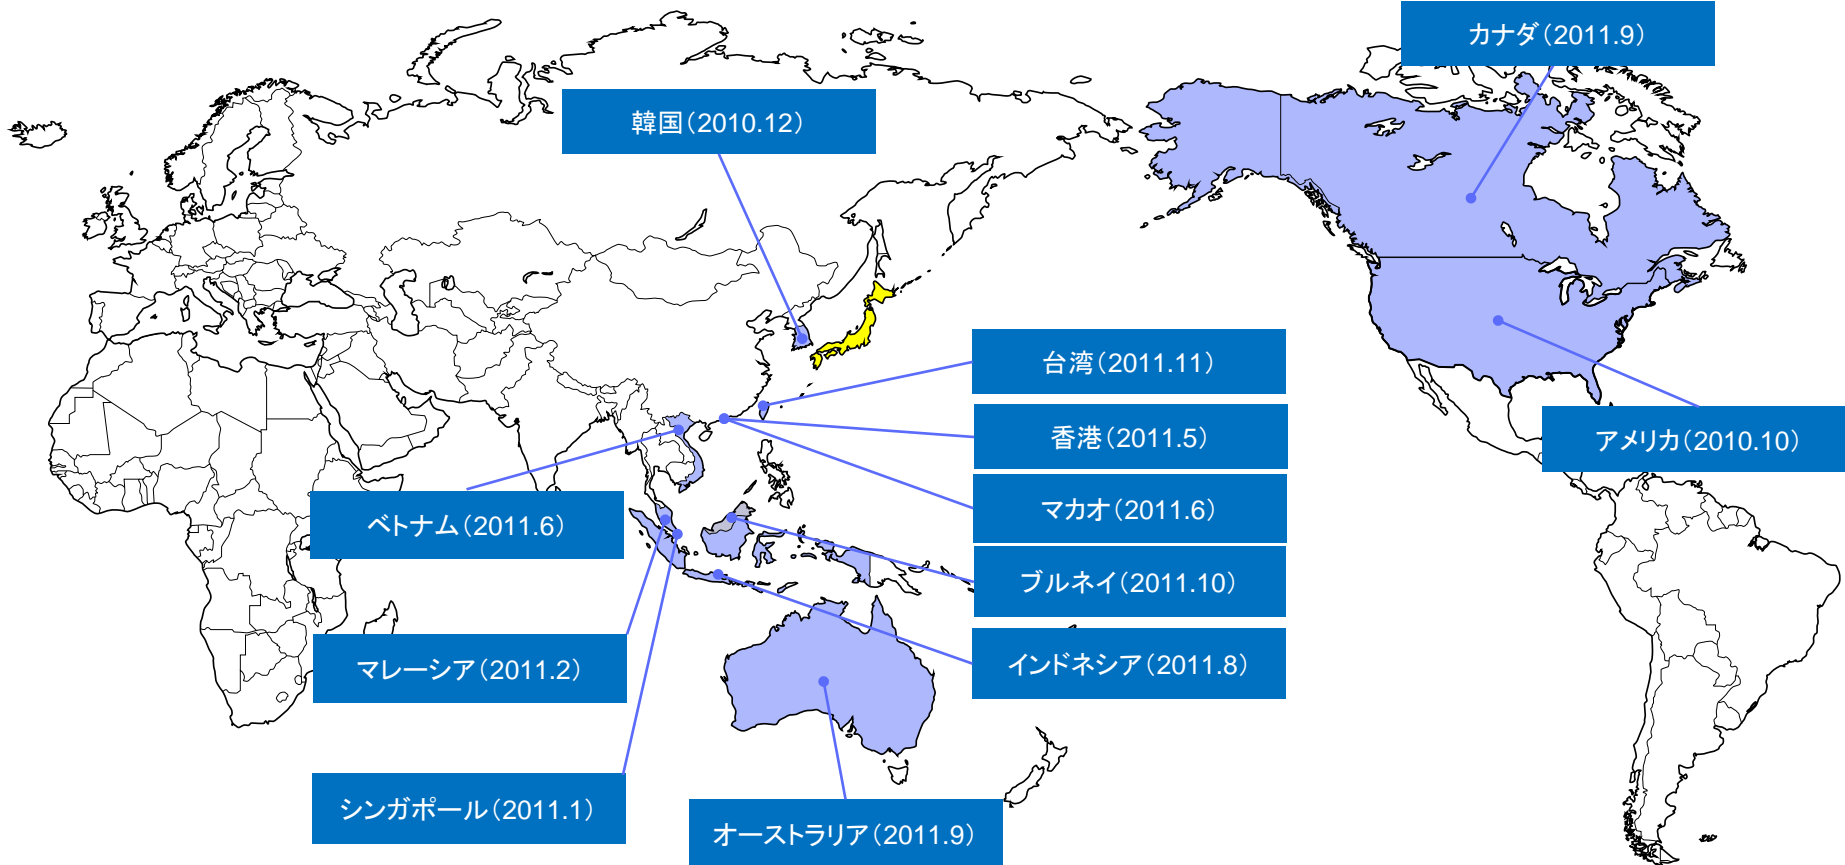 カナダ（2011.9）
韓国（2010.12）
台湾（2011.11）
香港（2011.5）
アメリカ（2010.10）
ベトナム（2011.6）
マカオ（2011.6）
ブルネイ（2011.10）
マレーシア（2011.2）
インドネシア（2011.8）
シンガポール（2011.1）
オーストラリア（2011.9）